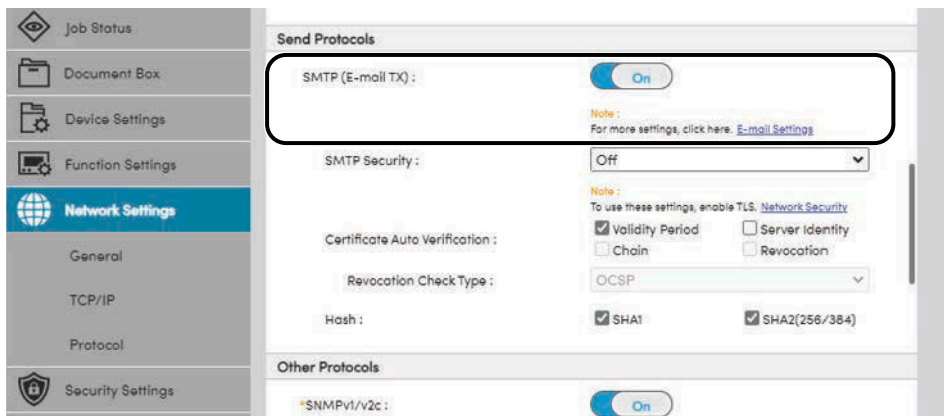 Job Status
Document Box
Device Settings
Function Settings
Network Settings
General
TCP/IP
Protocol
Security Settings
Send Protocols
SMTP (E-mail TX) :
On
Note :
For more settings, click here. E-mail Settings
SMTP Security :
Off
Note :
To use these settings, enable TLS. Network Security
Certificate Auto Verification :
Validity Period
Server Identity
Chain
Revocation
Revocation Check Type :
OCSP
Hash :
SHA1
SHA2(256/384)
Other Protocols
*SNMPv1/v2c :
On